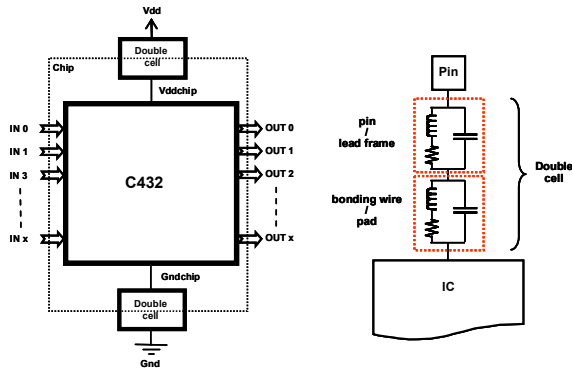 Vdd
Double
cell
Chip
Vddchip
IN 0
IN 1
IN 3
IN x
C432
OUT 0
OUT 1
OUT 2
OUT x
Gndchip
Double
cell
Gnd
Pin
pin
/
lead frame
bonding wire
/
pad
Double
cell
IC